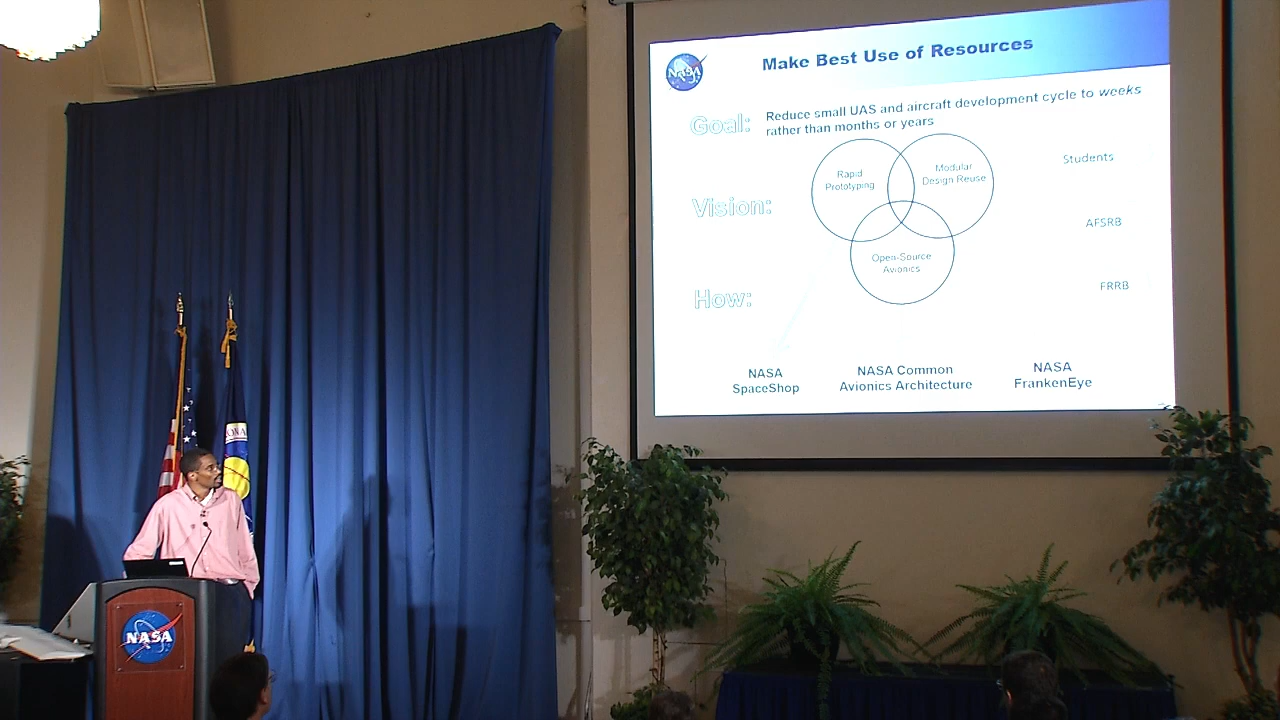 NASA
Make Best Use of Resources
Goal:
Reduce small UAS and aircraft development cycle to weeks
rather than months or years
Rapid
Prototyping
Modular
Design Reuse
Students
Vision:
AFSRB
Open-Source
Avionics
How:
FRRB
NASA
SpaceShop
NASA Common
Avionics Architecture
NASA
FrankenEye
NASA